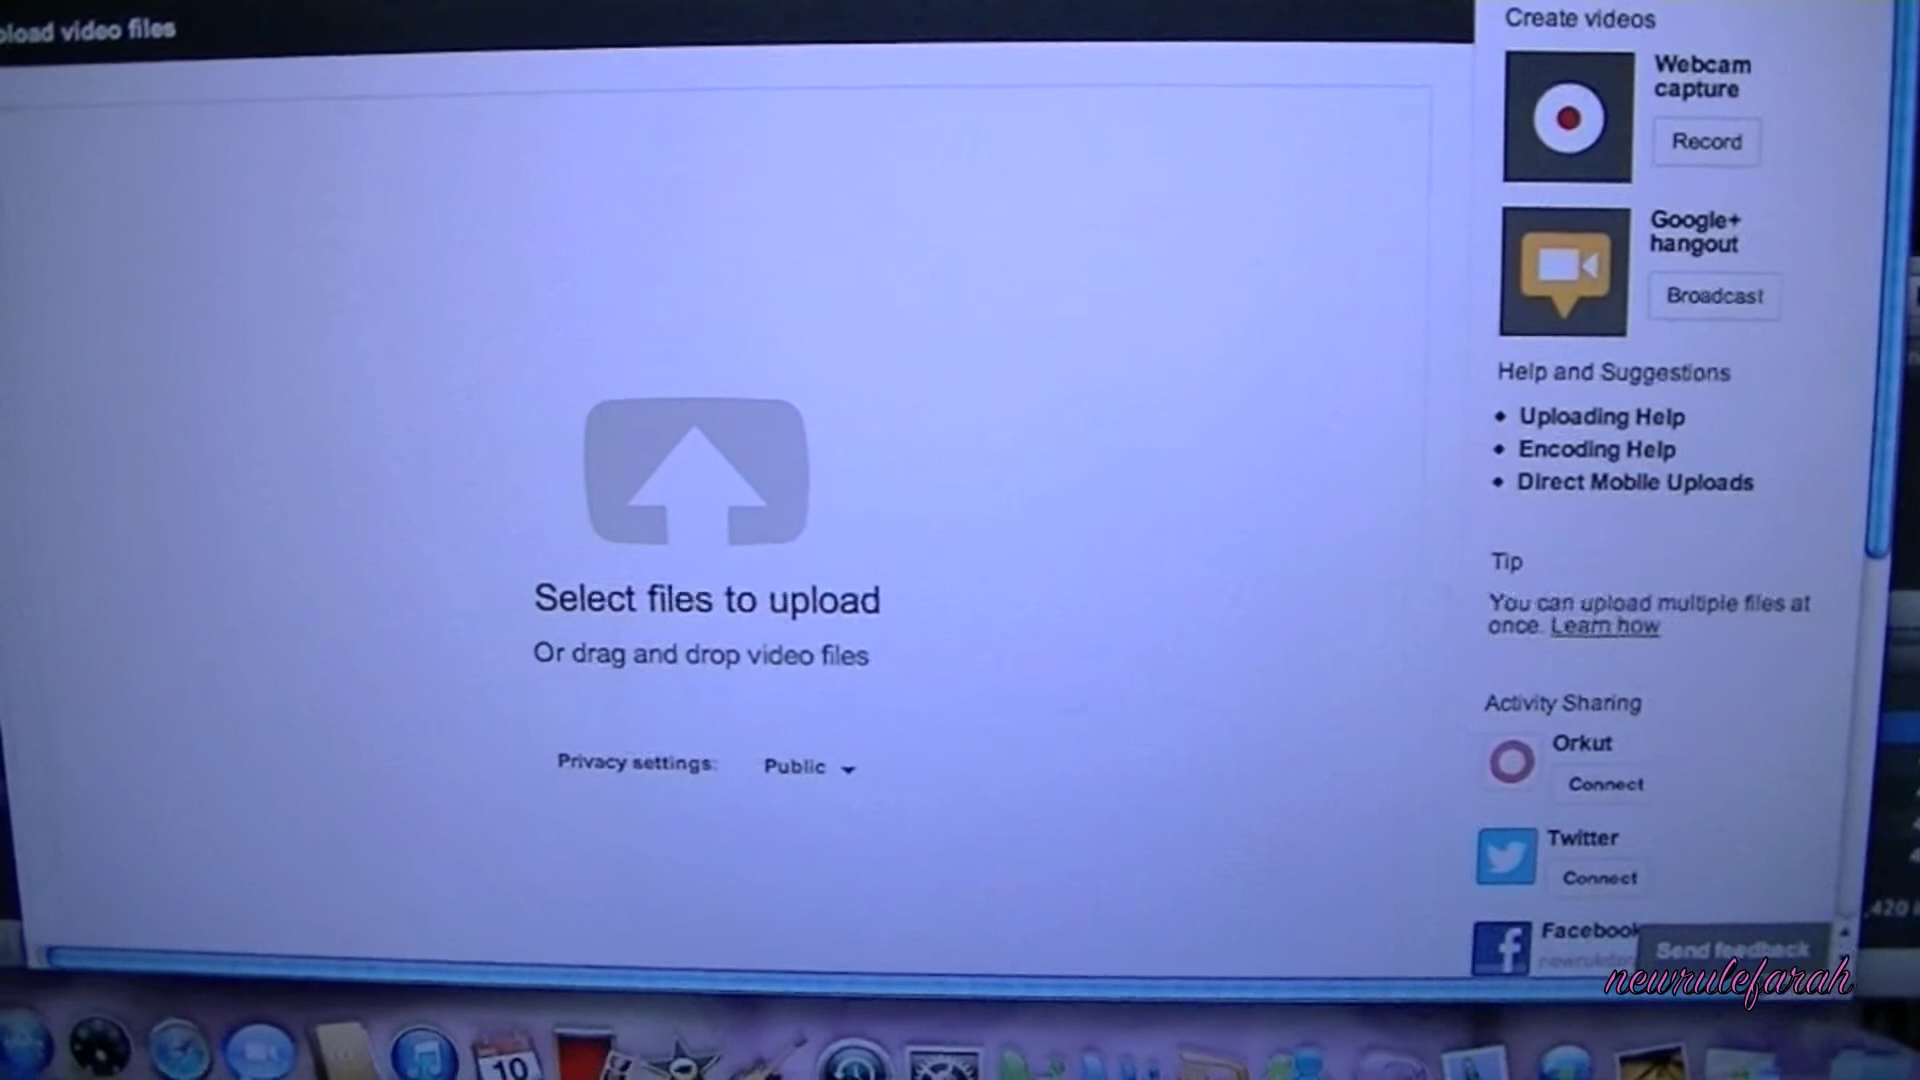 pload video files
Create videos
Webcam
capture
Record
Google+
hangout
Broadcast
Help and Suggestions
Uploading Help
Encoding Help
Direct Mobile Uploads
Tip
You can upload multiple files at
once. Learn how
Activity Sharing
Orkut
Connect
Twitter
Connect
Facebook
Send feedback
Select files to upload
Or drag and drop video files
Privacy settings: Public
,420
newrulefarah
10